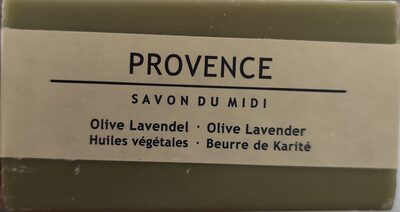 PROVENCE
SAVON DU MIDI
Olive Lavendel · Olive Lavender
Huiles végétales · Beurre de Karité